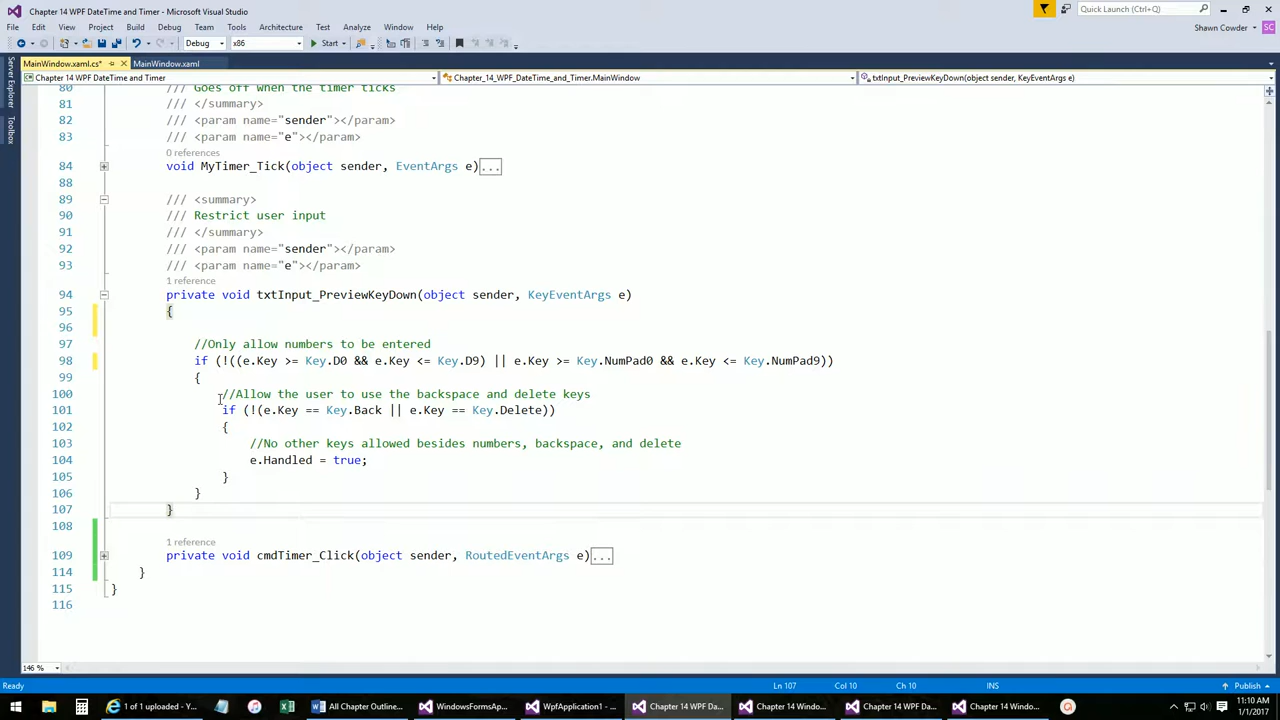 Chapter 14 WPF DateTime and Timer - Microsoft Visual Studio
Quick Launch (Ctrl+Q)
File Edit View Project Build Debug Team Tools Architecture Test Analyze Window Help
Shawn Cowder
SC
Debug x86 Start
MainWindow.xaml.cs* MainWindow.xaml
Server Explorer
Toolbox
Chapter 14 WPF DateTime and Timer Chapter_14_WPF_DateTime_and_Timer.MainWindow txtInput_PreviewKeyDown(object sender, KeyEventArgs e)
80 /// Goes off when the timer ticks
81 /// </summary>
82 /// <param name="sender"></param>
83 /// <param name="e"></param>
0 references
84 void MyTimer_Tick(object sender, EventArgs e)...
88
89 /// <summary>
90 /// Restrict user input
91 /// </summary>
92 /// <param name="sender"></param>
93 /// <param name="e"></param>
1 reference
94 private void txtInput_PreviewKeyDown(object sender, KeyEventArgs e)
95 {
96
97 //Only allow numbers to be entered
98 if (!((e.Key >= Key.D0 && e.Key <= Key.D9) || e.Key >= Key.NumPad0 && e.Key <= Key.NumPad9))
99 {
100 //Allow the user to use the backspace and delete keys
101 if (!(e.Key == Key.Back || e.Key == Key.Delete))
102 {
103 //No other keys allowed besides numbers, backspace, and delete
104 e.Handled = true;
105 }
106 }
107 }
108
1 reference
109 private void cmdTimer_Click(object sender, RoutedEventArgs e)...
114 }
115 }
116
146 %
Ready Ln 107 Col 10 Ch 10 INS Publish
1 of 1 uploaded - ... All Chapter Outline... WindowsFormsAp... WpfApplication1 - ... Chapter 14 WPF Da... Chapter 14 Windo... Chapter 14 WPF Da... Chapter 14 Windo...
11:10 AM
1/1/2017